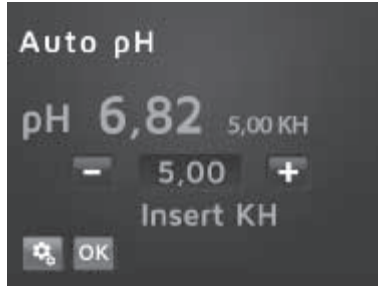 Auto pH
pH 6,82 5,00 KH
− 5,00 +
Insert KH
OK